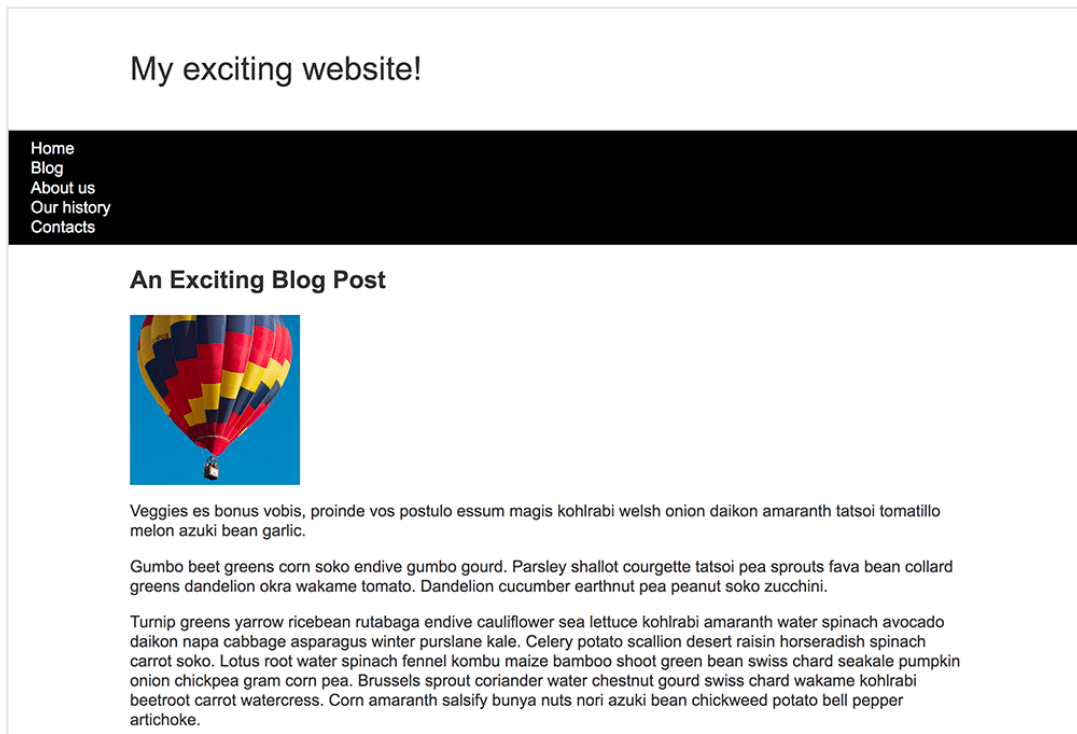 My exciting website!
Home
Blog
About us
Our history
Contacts
An Exciting Blog Post
Veggies es bonus vobis, proinde vos postulo essum magis kohlrabi welsh onion daikon amaranth tatsoi tomatillo
melon azuki bean garlic.
Gumbo beet greens corn soko endive gumbo gourd. Parsley shallot courgette tatsoi pea sprouts fava bean collard
greens dandelion okra wakame tomato. Dandelion cucumber earthnut pea peanut soko zucchini.
Turnip greens yarrow ricebean rutabaga endive cauliflower sea lettuce kohlrabi amaranth water spinach avocado
daikon napa cabbage asparagus winter purslane kale. Celery potato scallion desert raisin horseradish spinach
carrot soko. Lotus root water spinach fennel kombu maize bamboo shoot green bean swiss chard seakale pumpkin
onion chickpea gram corn pea. Brussels sprout coriander water chestnut gourd swiss chard wakame kohlrabi
beetroot carrot watercress. Corn amaranth salsify bunya nuts nori azuki bean chickweed potato bell pepper
artichoke.